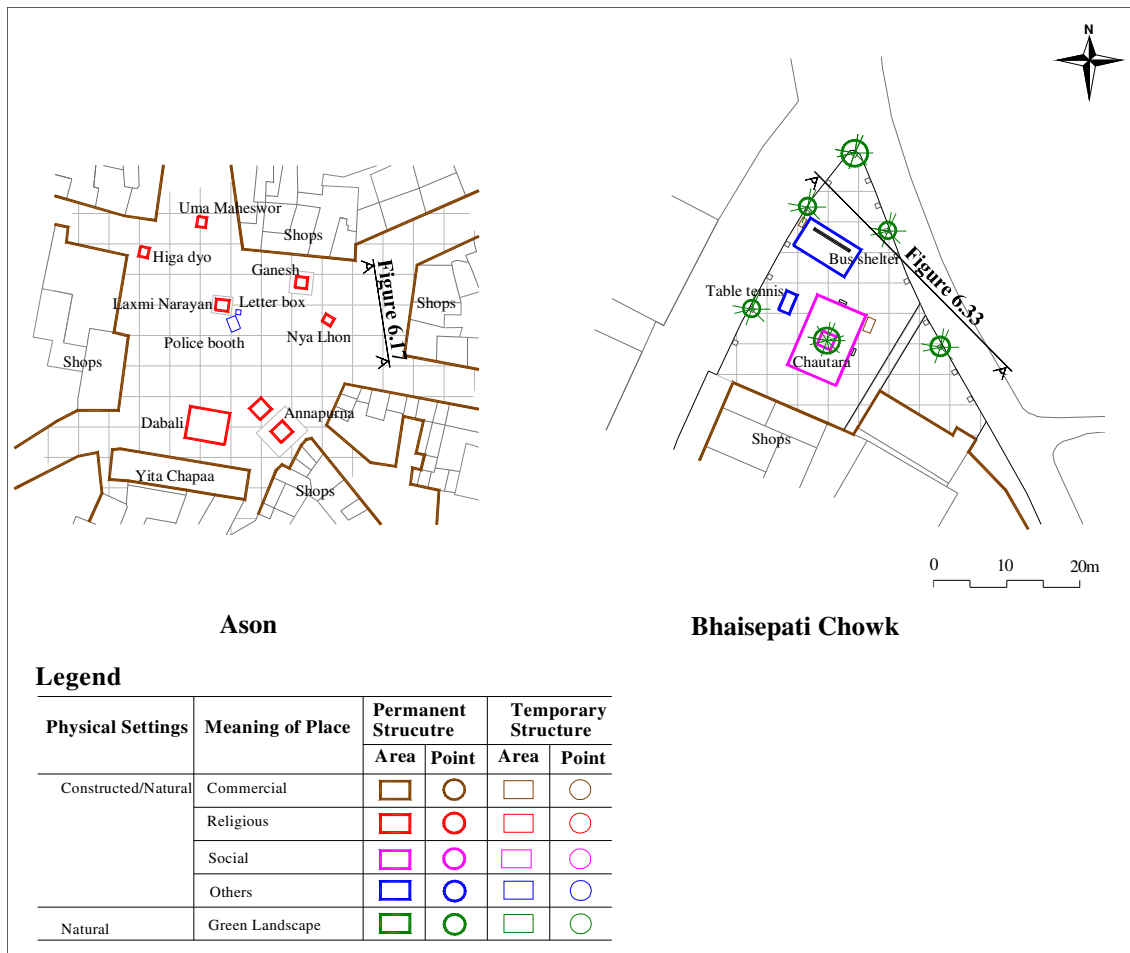 N
Uma Maheswor
Shops
Higa dyo
Ganesh
Laxmi Narayan
Letter box
Police booth
Nya Lhon
Shops
Shops
Figure 6.17
Dabali
Annapurna
Yita Chapaa
Shops
Ason
Bus shelter
Table tennis
Figure 6.33
Chautara
Shops
0 10 20m
Bhaisepati Chowk
Legend
Physical Settings Meaning of Place Permanent Strucutre Temporary Structure
Area Point Area Point
Constructed/Natural Commercial
Religious
Social
Others
Natural Green Landscape